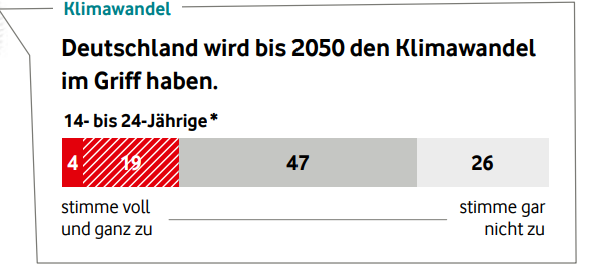 Klimawandel
Deutschland wird bis 2050 den Klimawandel
im Griff haben.
14- bis 24-Jährige*
4 19 47 26
stimme voll
und ganz zu
stimme gar
nicht zu